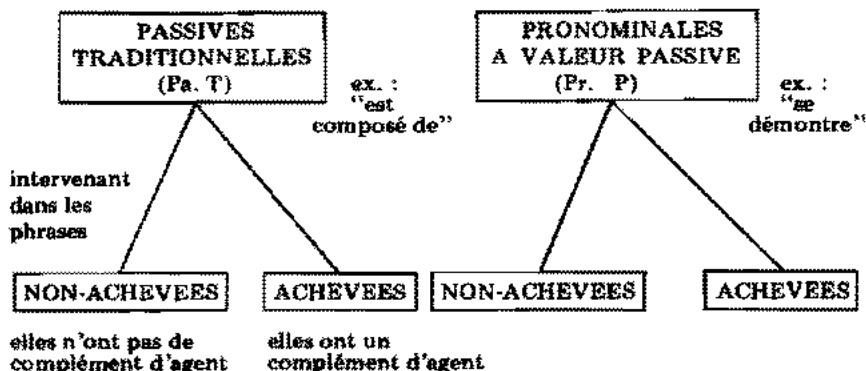 PASSIVES
TRADITIONNELLES
(Pa. T)
ex. :
“est
composé de”
PRONOMINALES
A VALEUR PASSIVE
(Pr. P)
ex. :
“se
démontre”
intervenant
dans les
phrases
NON-ACHEVEES
ACHEVEES
NON-ACHEVEES
ACHEVEES
elles n'ont pas de
complément d'agent
elles ont un
complément d'agent